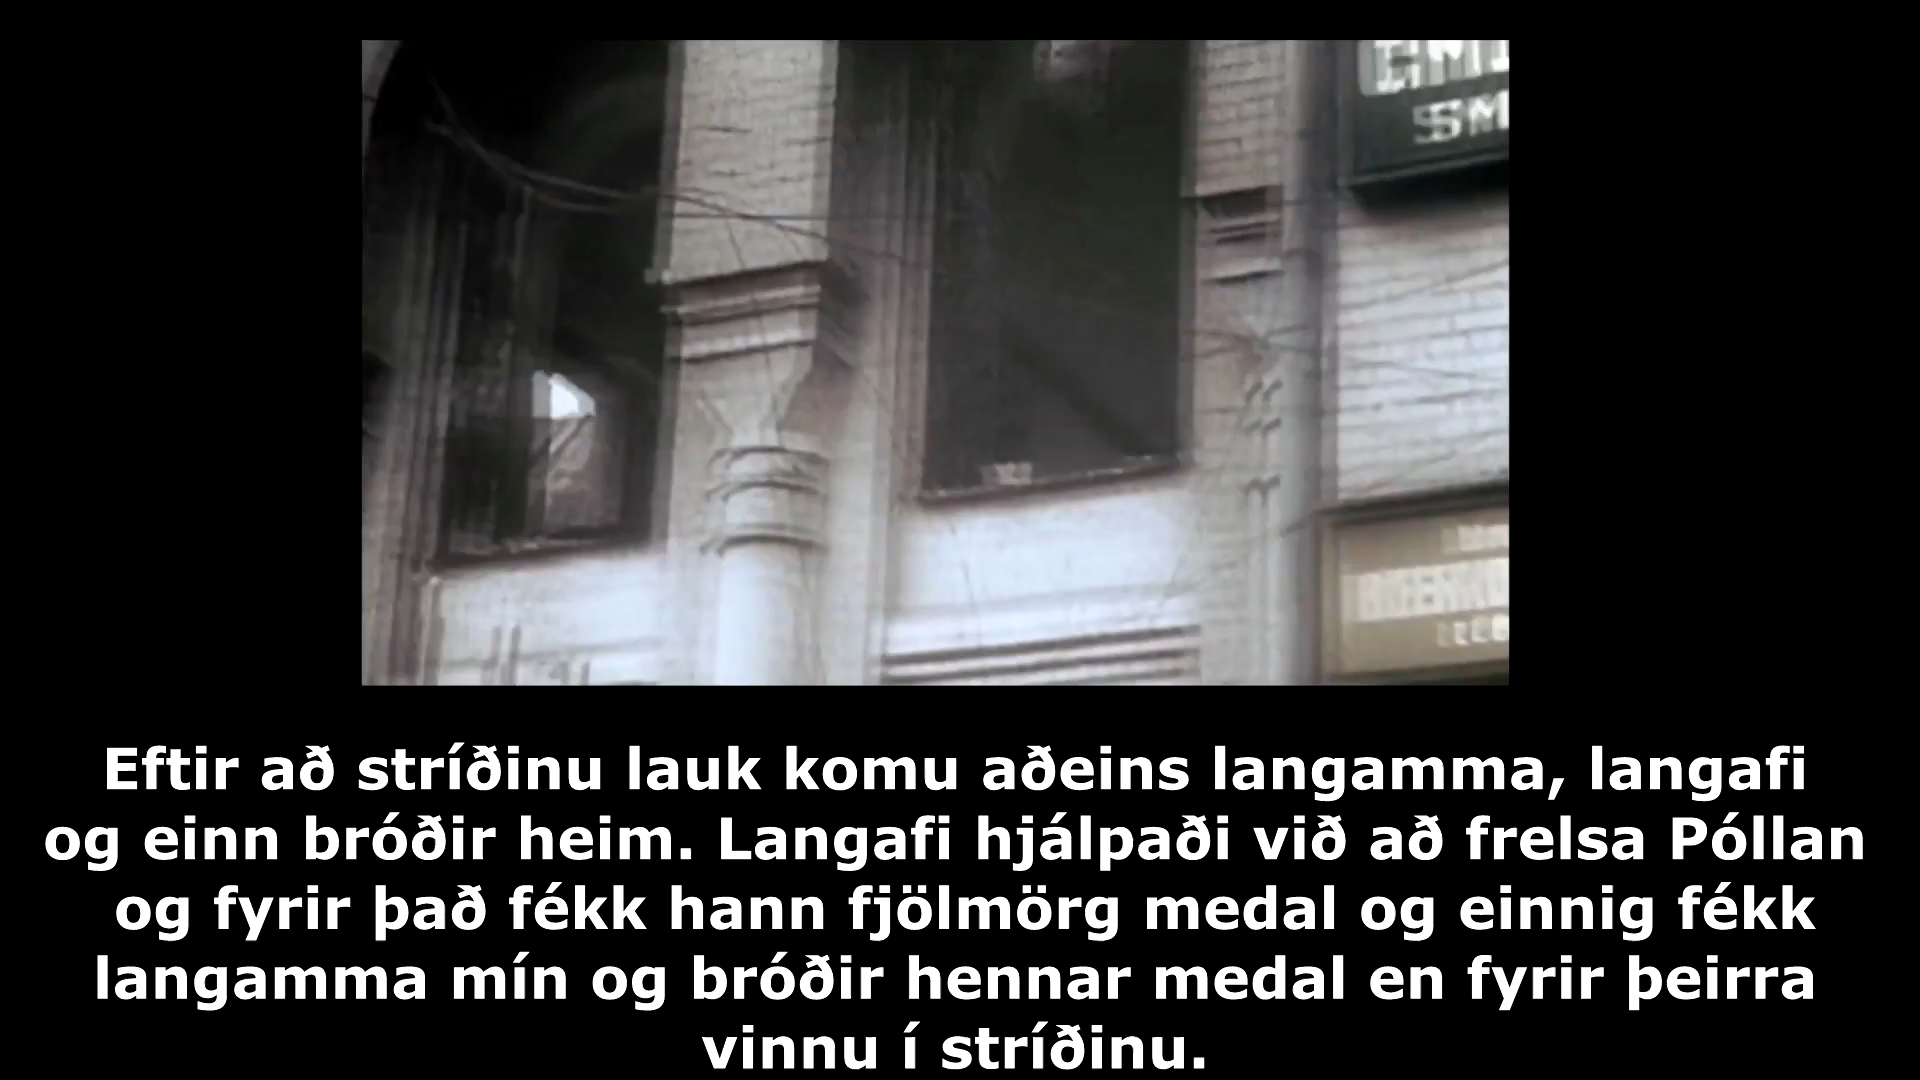 SM
Eftir að stríðinu lauk komu aðeins langamma, langafi
og einn bróðir heim. Langafi hjálpaði við að frelsa Póllan
og fyrir það fékk hann fjölmörg medal og einnig fékk
langamma mín og bróðir hennar medal en fyrir þeirra
vinnu í stríðinu.